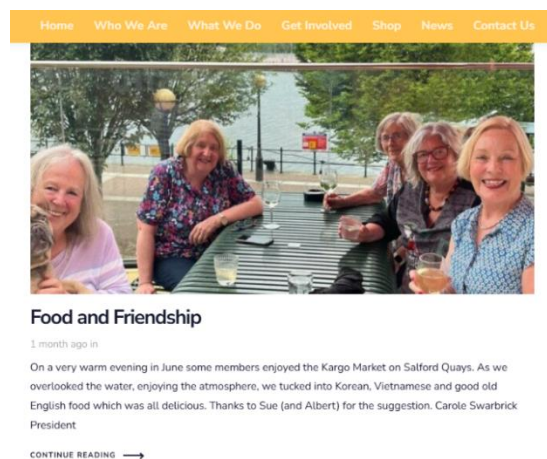 Home Who We Are What We Do Get Involved Shop News Contact Us
Food and Friendship
1 month ago in
On a very warm evening in June some members enjoyed the Kargo Market on Salford Quays. As we
overlooked the water, enjoying the atmosphere, we tucked into Korean, Vietnamese and good old
English food which was all delicious. Thanks to Sue (and Albert) for the suggestion. Carole Swarbrick
President
CONTINUE READING